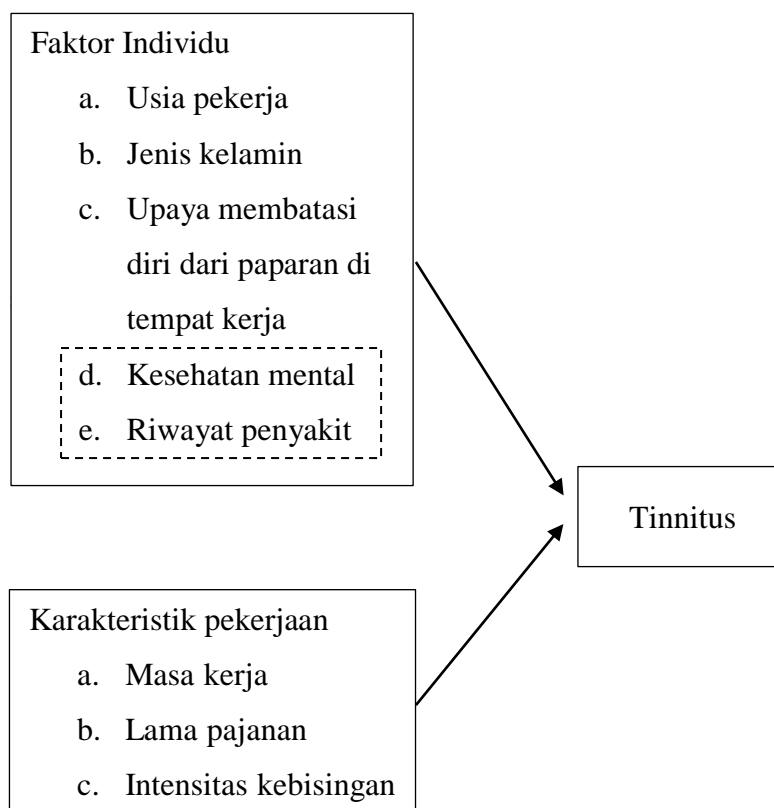 Faktor Individu
a. Usia pekerja
b. Jenis kelamin
c. Upaya membatasi
diri dari paparan di
tempat kerja
d. Kesehatan mental
e. Riwayat penyakit
Tinnitus
Karakteristik pekerjaan
a. Masa kerja
b. Lama pajanan
c. Intensitas kebisingan